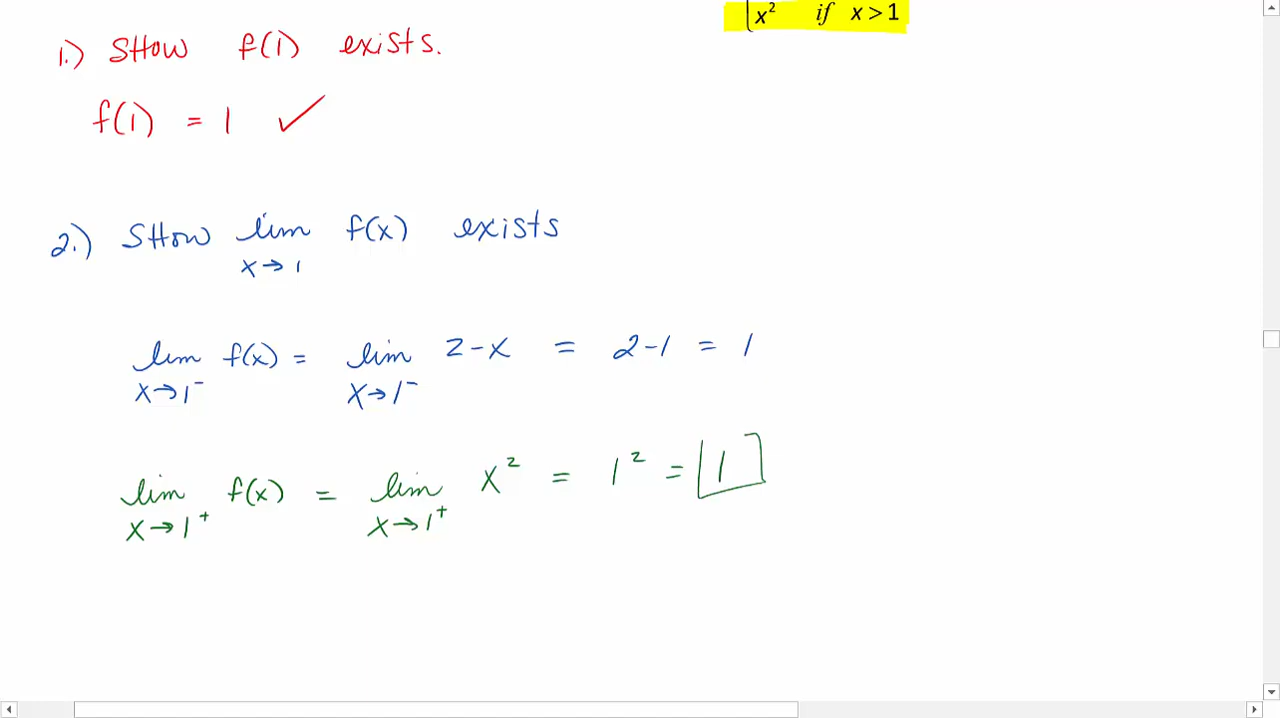 x² if x > 1
1.) SHOW f(1) exists.
f(1) = 1 ✓
2.) SHOW lim f(x) exists
x→1
lim f(x) = lim 2-x = 2-1 = 1
x→1⁻ x→1⁻
lim f(x) = lim x² = 1² = 1
x→1⁺ x→1⁺